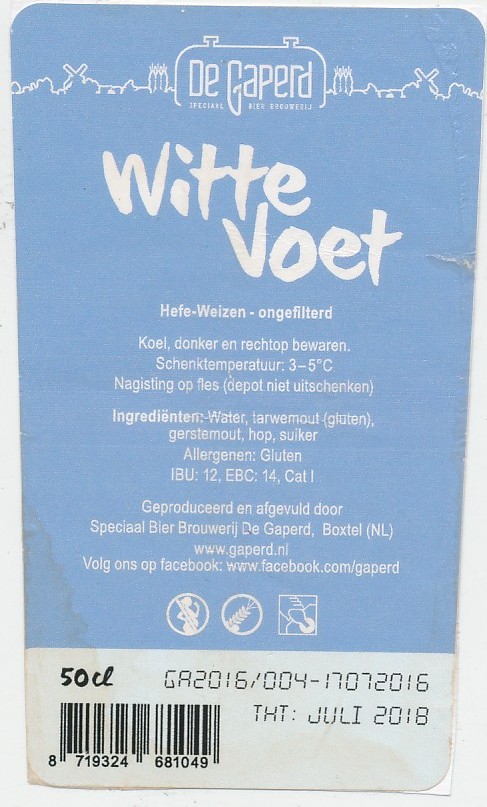 De Gaperd
SPECIAAL BIER BROUWERIJ
Witte
Voet
Hefe-Weizen - ongefilterd
Koel, donker en rechtop bewaren.
Schenktemperatuur: 3–5°C
Nagisting op fles (depot niet uitschenken)
Ingrediënten: Water, tarwemout (gluten),
gerstemout, hop, suiker
Allergenen: Gluten
IBU: 12, EBC: 14, Cat I
Geproduceerd en afgevuld door
Speciaal Bier Brouwerij De Gaperd, Boxtel (NL)
www.gaperd.nl
Volg ons op facebook: www.facebook.com/gaperd
50cl GA2016/004-17072016
THT: JULI 2018
8 719324 681049